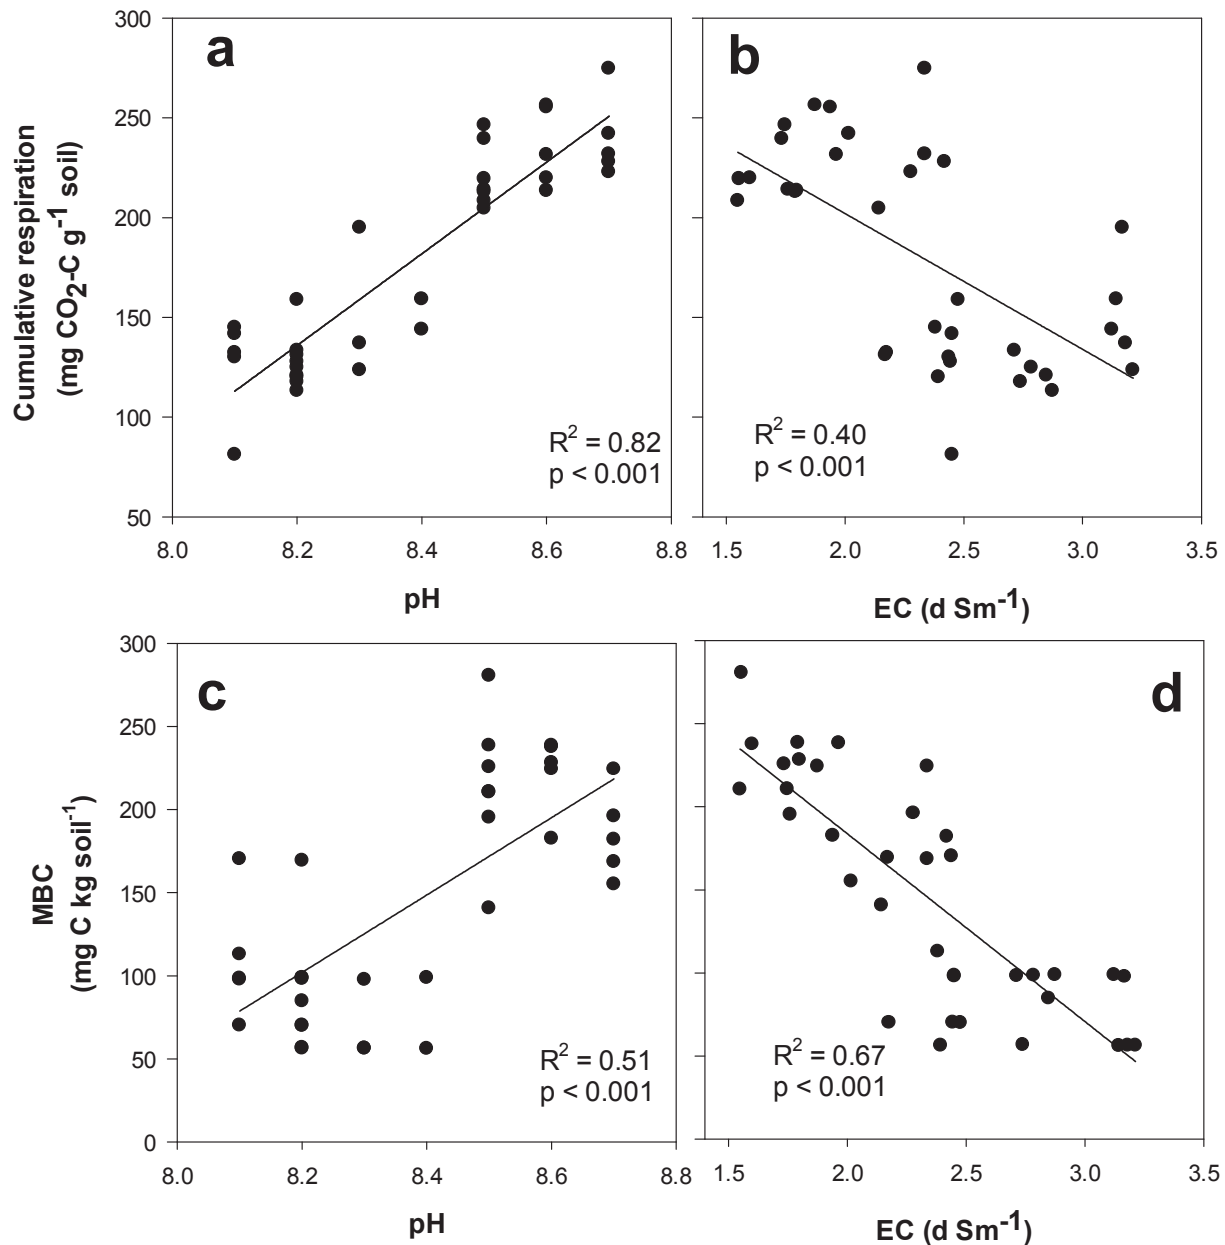 Cumulative respiration
(mg CO2-C g-1 soil)
300
250
200
150
100
50
a
R2 = 0.82
p < 0.001
8.0 8.2 8.4 8.6 8.8
pH
b
R2 = 0.40
p < 0.001
1.5 2.0 2.5 3.0 3.5
EC (d Sm-1)
MBC
(mg C kg soil-1)
300
250
200
150
100
50
0
c
R2 = 0.51
p < 0.001
8.0 8.2 8.4 8.6 8.8
pH
d
R2 = 0.67
p < 0.001
1.5 2.0 2.5 3.0 3.5
EC (d Sm-1)